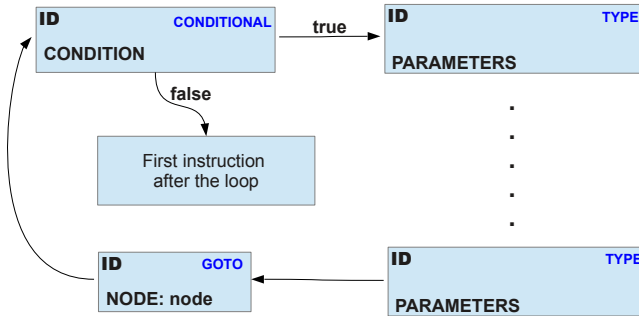 ID CONDITIONAL
CONDITION
true
ID TYPE
PARAMETERS
false
First instruction
after the loop
.
.
.
.
.
ID GOTO
NODE: node
ID TYPE
PARAMETERS